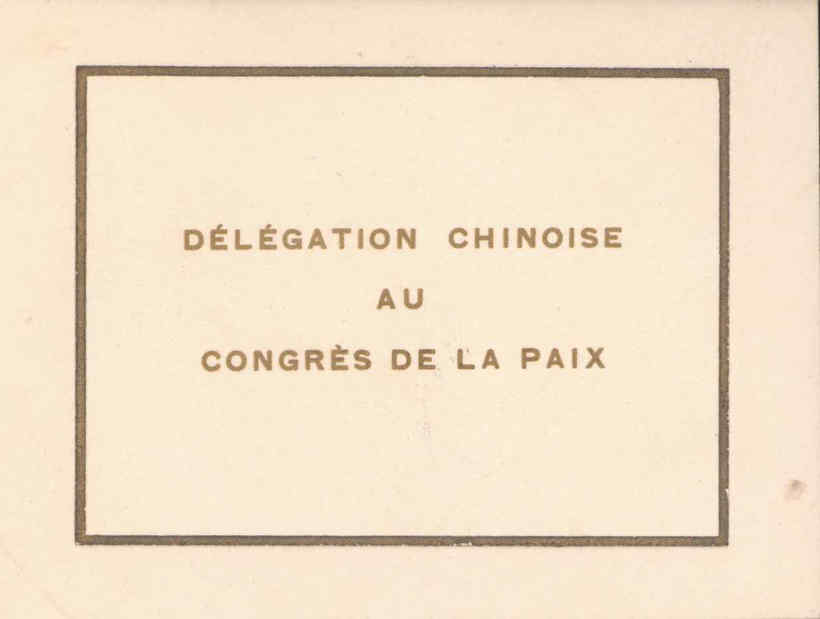 DÉLÉGATION CHINOISE
AU
CONGRÈS DE LA PAIX